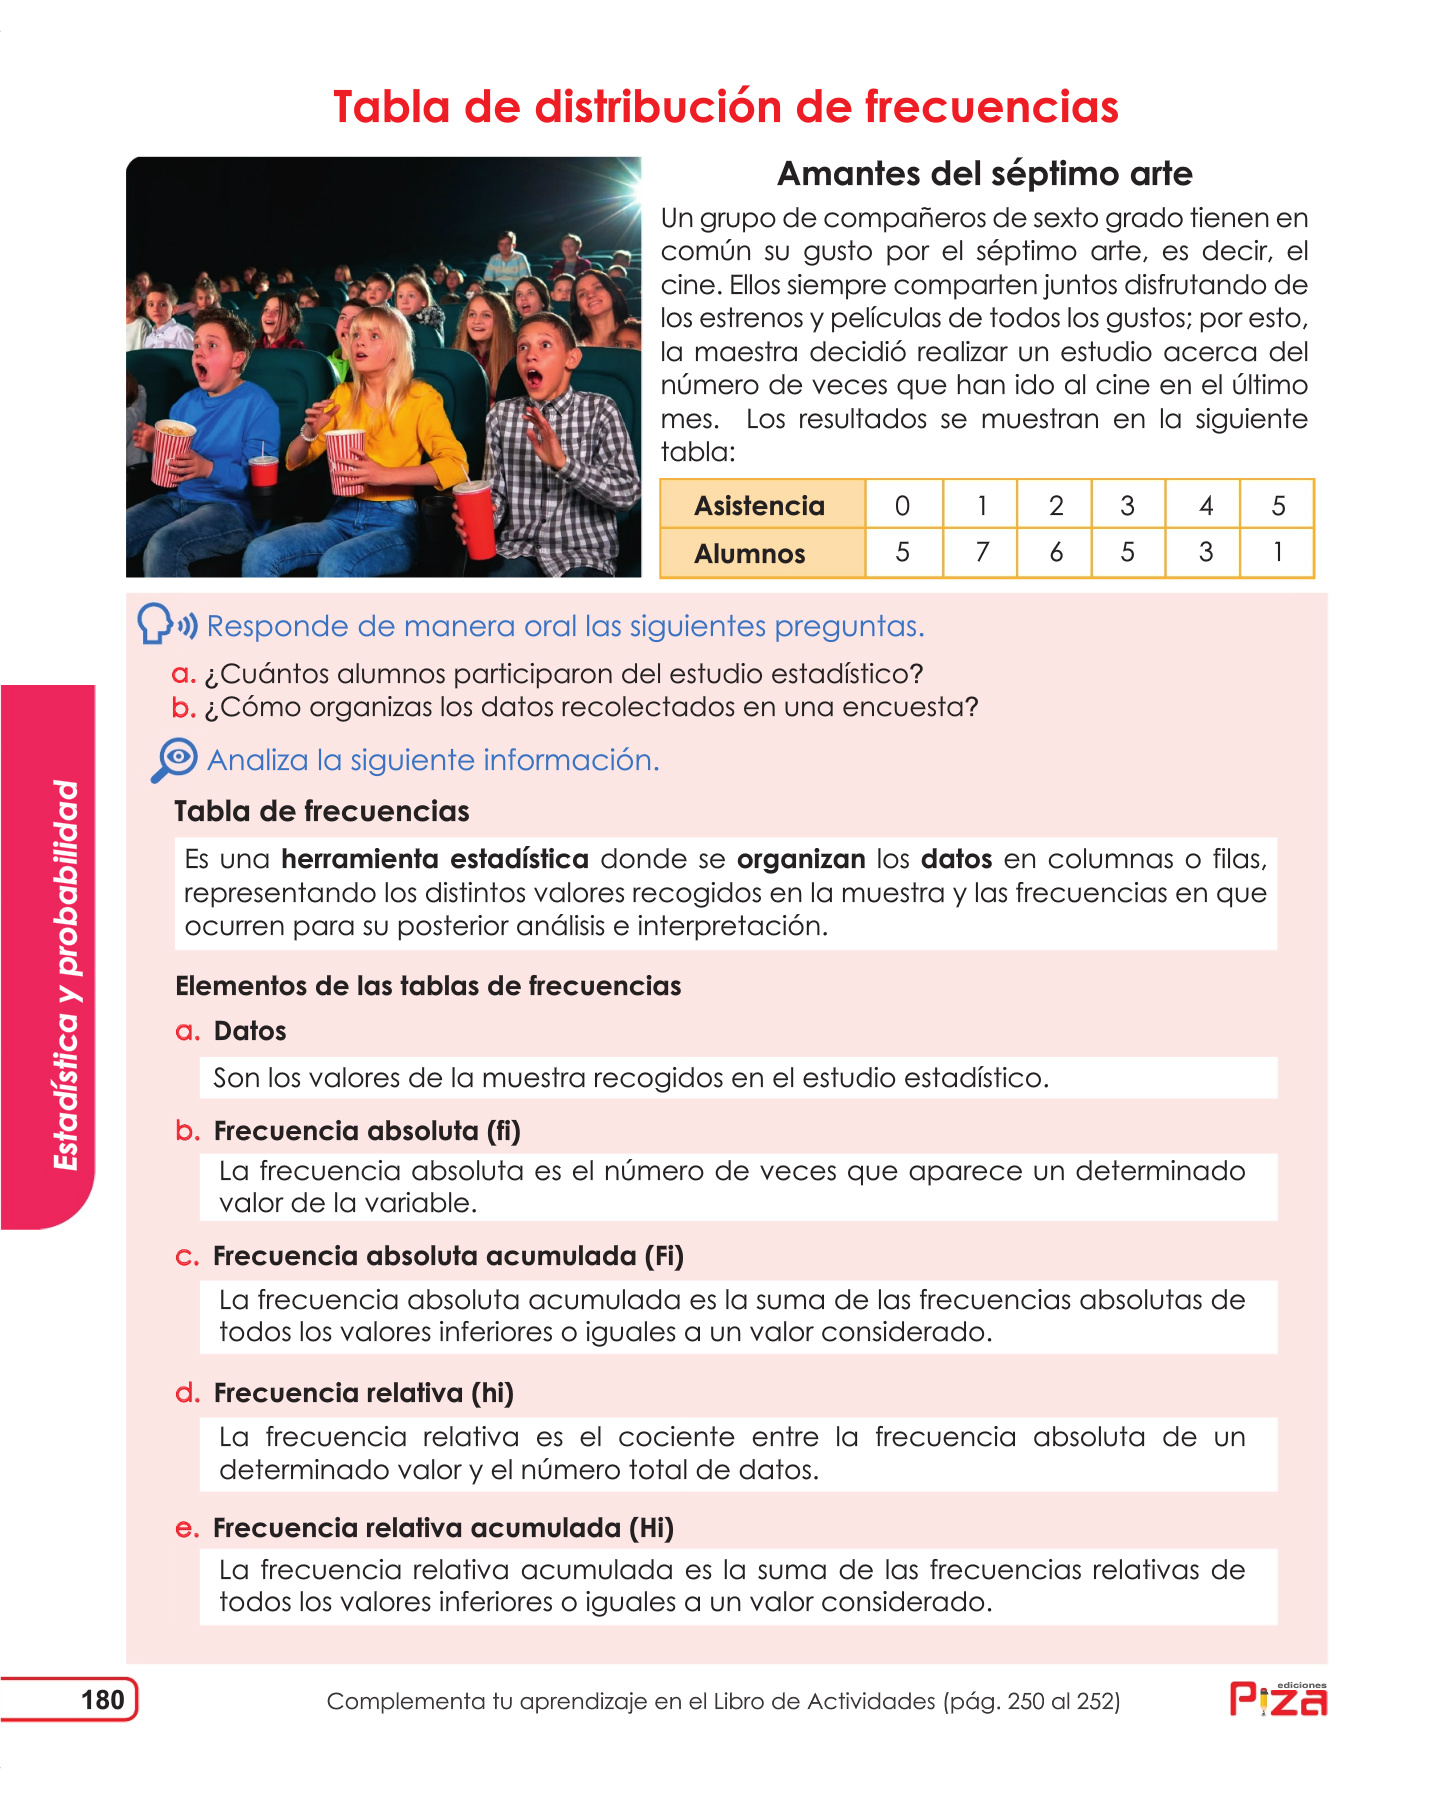 Tabla de distribución de frecuencias
Amantes del séptimo arte
Un grupo de compañeros de sexto grado tienen en
común su gusto por el séptimo arte, es decir, el
cine. Ellos siempre comparten juntos disfrutando de
los estrenos y películas de todos los gustos; por esto,
la maestra decidió realizar un estudio acerca del
número de veces que han ido al cine en el último
mes. Los resultados se muestran en la siguiente
tabla:
Asistencia 0 1 2 3 4 5
Alumnos 5 7 6 5 3 1
Responde de manera oral las siguientes preguntas.
a. ¿Cuántos alumnos participaron del estudio estadístico?
b. ¿Cómo organizas los datos recolectados en una encuesta?
Analiza la siguiente información.
Tabla de frecuencias
Es una herramienta estadística donde se organizan los datos en columnas o filas,
representando los distintos valores recogidos en la muestra y las frecuencias en que
ocurren para su posterior análisis e interpretación.
Elementos de las tablas de frecuencias
a. Datos
Son los valores de la muestra recogidos en el estudio estadístico.
b. Frecuencia absoluta (fi)
La frecuencia absoluta es el número de veces que aparece un determinado
valor de la variable.
c. Frecuencia absoluta acumulada (Fi)
La frecuencia absoluta acumulada es la suma de las frecuencias absolutas de
todos los valores inferiores o iguales a un valor considerado.
d. Frecuencia relativa (hi)
La frecuencia relativa es el cociente entre la frecuencia absoluta de un
determinado valor y el número total de datos.
e. Frecuencia relativa acumulada (Hi)
La frecuencia relativa acumulada es la suma de las frecuencias relativas de
todos los valores inferiores o iguales a un valor considerado.
Estadística y probabilidad
180
Complementa tu aprendizaje en el Libro de Actividades (pág. 250 al 252)
ediciones
Piza